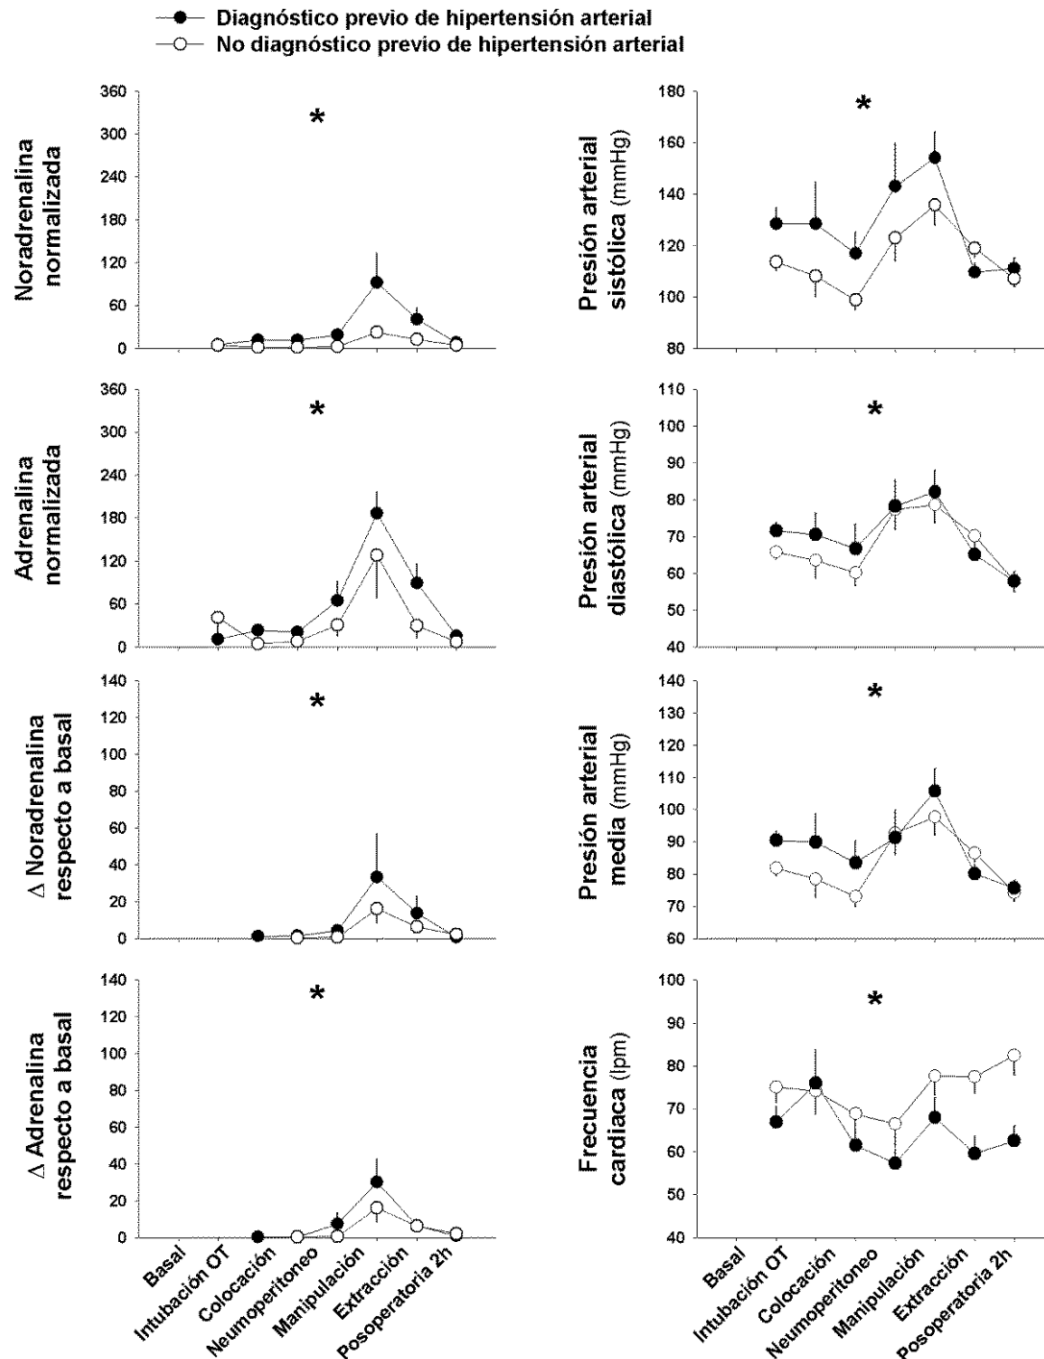 Diagnóstico previo de hipertensión arterial
No diagnóstico previo de hipertensión arterial
Noradrenalina
normalizada
360
300
240
180
120
60
0
*
Presión arterial
sistólica (mmHg)
180
160
140
120
100
80
*
Adrenalina
normalizada
360
300
240
180
120
60
0
*
Presión arterial
diastólica (mmHg)
110
100
90
80
70
60
50
40
*
Δ Noradrenalina
respecto a basal
140
120
100
80
60
40
20
0
*
Presión arterial
media (mmHg)
140
130
120
110
100
90
80
70
60
*
Δ Adrenalina
respecto a basal
140
120
100
80
60
40
20
0
*
Frecuencia
cardiaca (lpm)
100
90
80
70
60
50
40
*
Basal
Intubación OT
Colocación
Neumoperitoneo
Manipulación
Extracción
Posoperatoria 2h
Basal
Intubación OT
Colocación
Neumoperitoneo
Manipulación
Extracción
Posoperatoria 2h